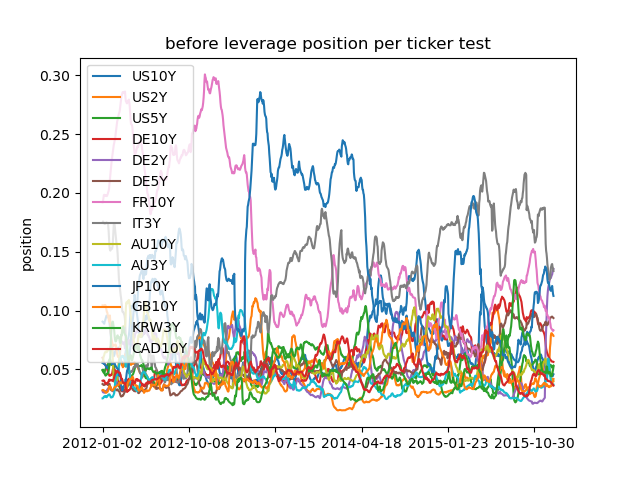 before leverage position per ticker test
position
0.30
0.25
0.20
0.15
0.10
0.05
US10Y
US2Y
US5Y
DE10Y
DE2Y
DE5Y
FR10Y
IT3Y
AU10Y
AU3Y
JP10Y
GB10Y
KRW3Y
CAD10Y
2012-01-02 2012-10-08 2013-07-15 2014-04-18 2015-01-23 2015-10-30